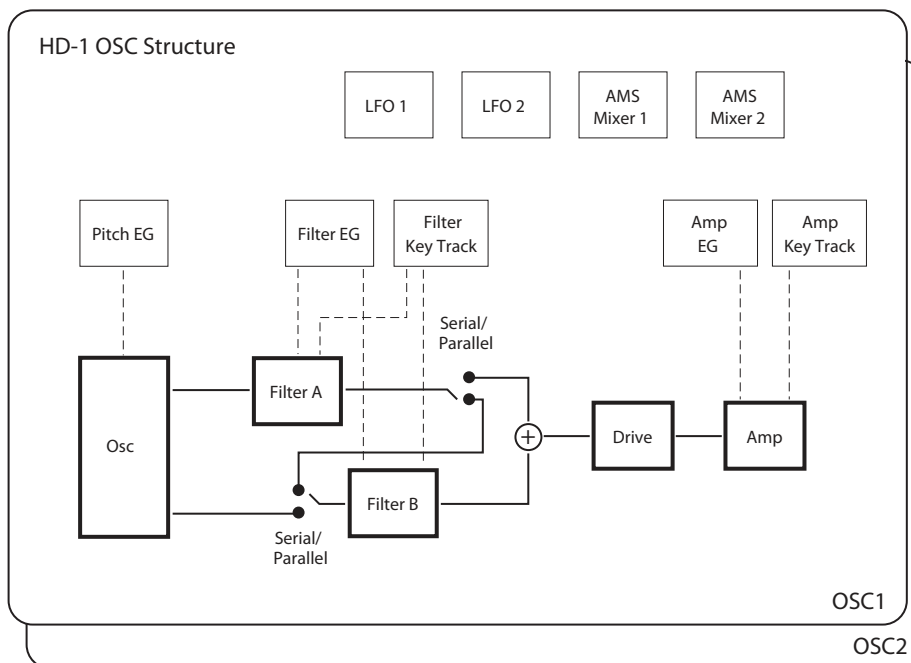 HD-1 OSC Structure
LFO 1
LFO 2
AMS
Mixer 1
AMS
Mixer 2
Pitch EG
Filter EG
Filter
Key Track
Amp
EG
Amp
Key Track
Serial/
Parallel
Filter A
Osc
Drive
Amp
Filter B
Serial/
Parallel
OSC1
OSC2